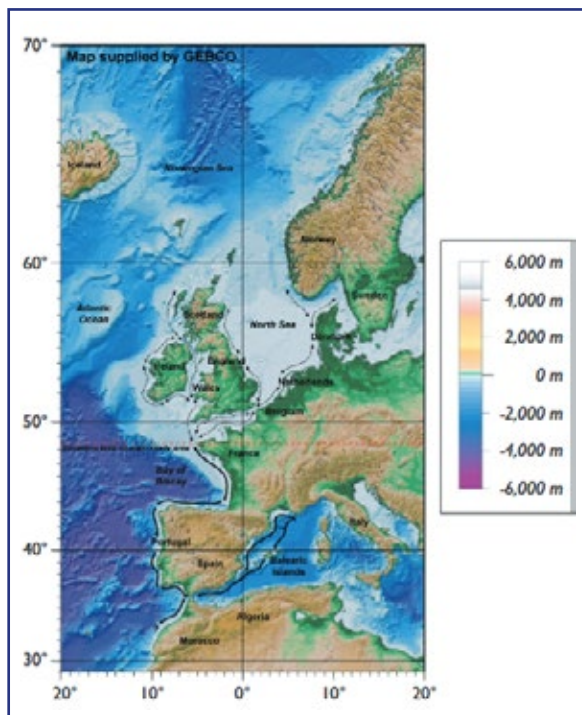 70°
Map supplied by GEBCO
Iceland
Norwegian Sea
Norway
60°
6,000 m
4,000 m
2,000 m
0 m
-2,000 m
-4,000 m
-6,000 m
Sweden
Atlantic
Ocean
Scotland
North Sea
Denmark
Ireland
England
Wales
Netherlands
Belgium
50°
France
Bay of
Biscay
Italy
40°
Portugal
Spain
Balearic
Islands
Algeria
Morocco
30°
20°
10°
0°
10°
20°